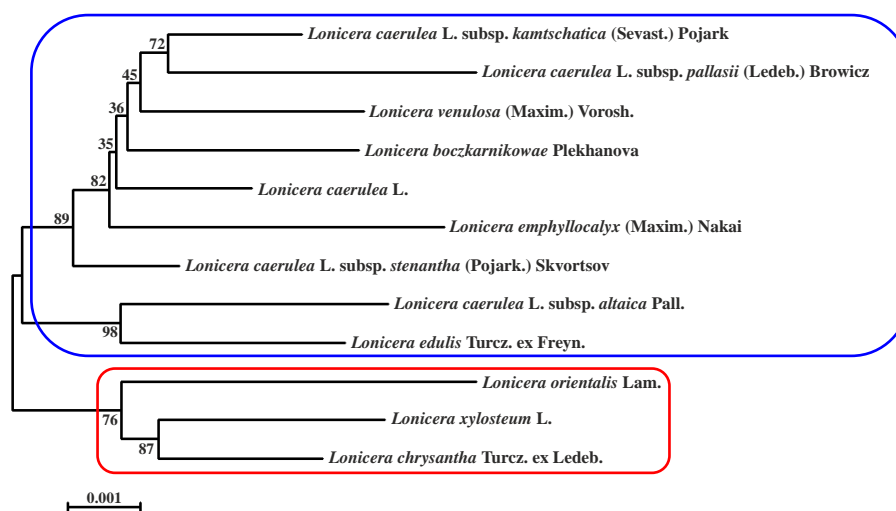 72 Lonicera caerulea L. subsp. kamtschatica (Sevast.) Pojark
45 Lonicera caerulea L. subsp. pallasii (Ledeb.) Browicz
36 Lonicera venulosa (Maxim.) Vorosh.
35 Lonicera boczkarnikowae Plekhanova
82 Lonicera caerulea L.
89 Lonicera emphyllocalyx (Maxim.) Nakai
Lonicera caerulea L. subsp. stenantha (Pojark.) Skvortsov
Lonicera caerulea L. subsp. altaica Pall.
98 Lonicera edulis Turcz. ex Freyn.
Lonicera orientalis Lam.
76 Lonicera xylosteum L.
87 Lonicera chrysantha Turcz. ex Ledeb.
0.001